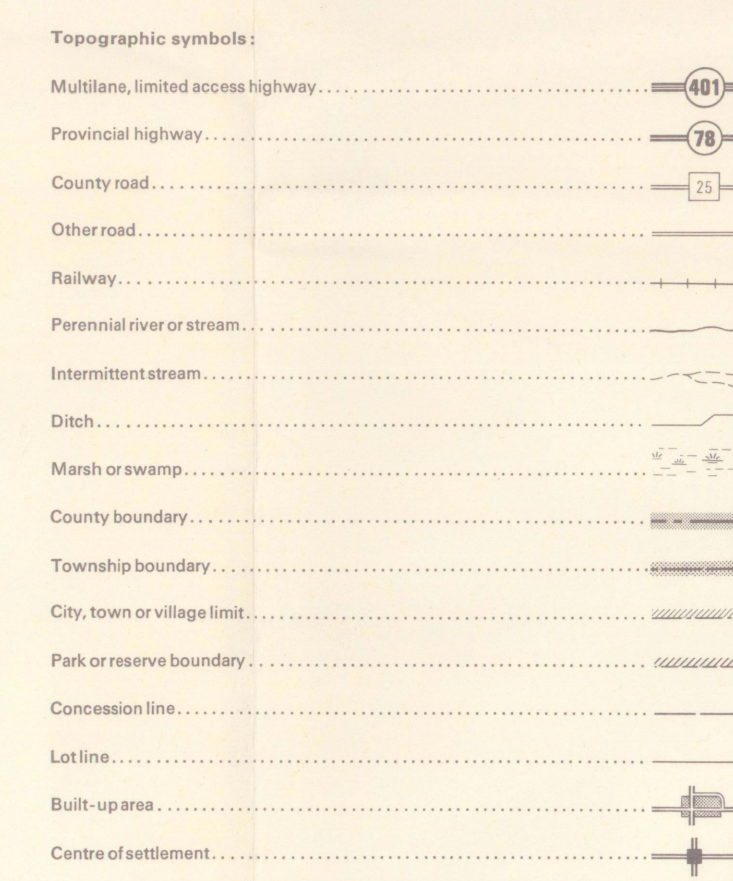 Topographic symbols:
Multilane, limited access highway 401
Provincial highway 78
County road 25
Other road
Railway
Perennial river or stream
Intermittent stream
Ditch
Marsh or swamp
County boundary
Township boundary
City, town or village limit
Park or reserve boundary
Concession line
Lot line
Built-up area
Centre of settlement